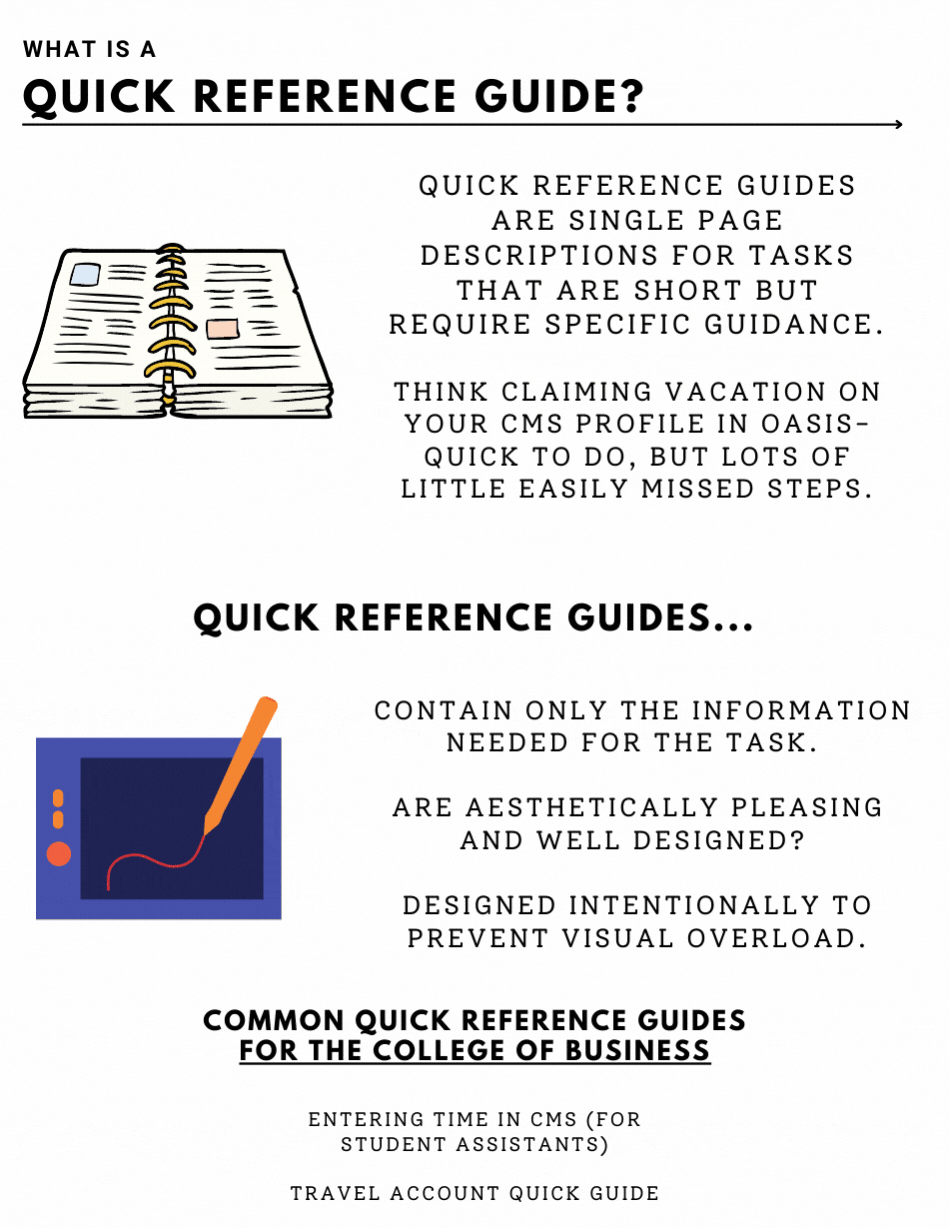 WHAT IS A
QUICK REFERENCE GUIDE?
QUICK REFERENCE GUIDES
ARE SINGLE PAGE
DESCRIPTIONS FOR TASKS
THAT ARE SHORT BUT
REQUIRE SPECIFIC GUIDANCE.
THINK CLAIMING VACATION ON
YOUR CMS PROFILE IN OASIS-
QUICK TO DO, BUT LOTS OF
LITTLE EASILY MISSED STEPS.
QUICK REFERENCE GUIDES...
CONTAIN ONLY THE INFORMATION
NEEDED FOR THE TASK.
ARE AESTHETICALLY PLEASING
AND WELL DESIGNED?
DESIGNED INTENTIONALLY TO
PREVENT VISUAL OVERLOAD.
COMMON QUICK REFERENCE GUIDES
FOR THE COLLEGE OF BUSINESS
ENTERING TIME IN CMS (FOR
STUDENT ASSISTANTS)
TRAVEL ACCOUNT QUICK GUIDE